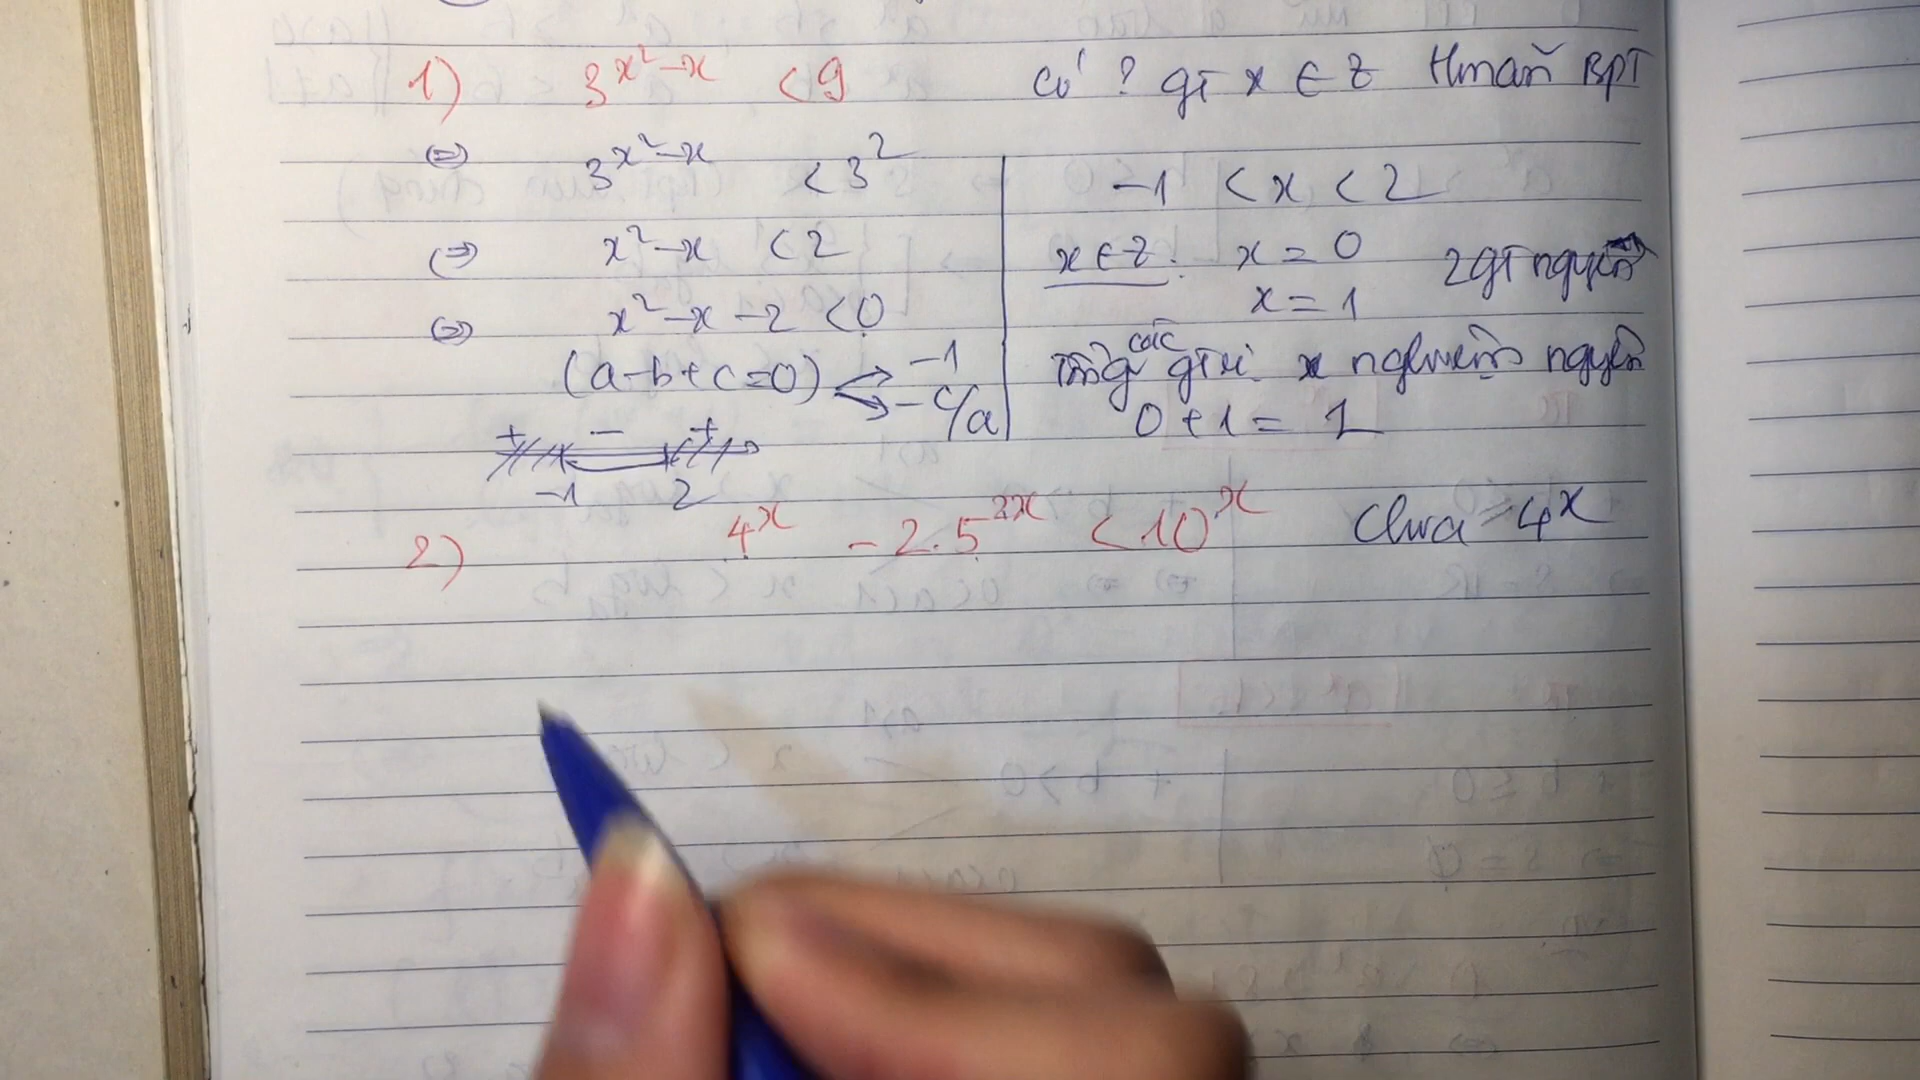 1) 3^{x²-x} < 9 Có ? gT x ∈ Z thmãn BPT
(=) 3^{x²-x} < 3²
(=) x²-x < 2
(=) x²-x-2 < 0
(a-b+c=0) -1
-c/a
+ - +
-1 2
-1 < x < 2
x ∈ Z: x = 0 2gT nguyên
x = 1
các
Tổng gtrị x nghiệm nguyên
0+1 = 1
2) 4^x - 2.5^{2x} < 10^x Chia 4^x